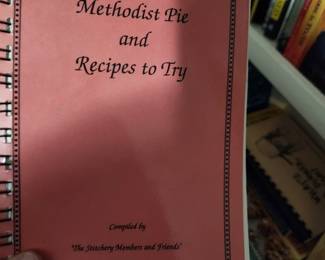 Methodist Pie
and
Recipes to Try
Compiled by
"The Stitchery Members and Friends"